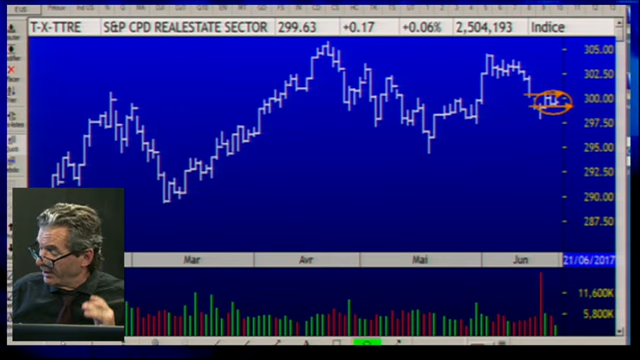 T-X-TTRE S&P CPD REALESTATE SECTOR 299.63 +0.17 +0.06% 2,504,193 Indice
305.00
302.50
300.00
297.50
295.00
292.50
290.00
287.50
Mar Avr Mai Jun 21/06/2017
11,600K
5,800K